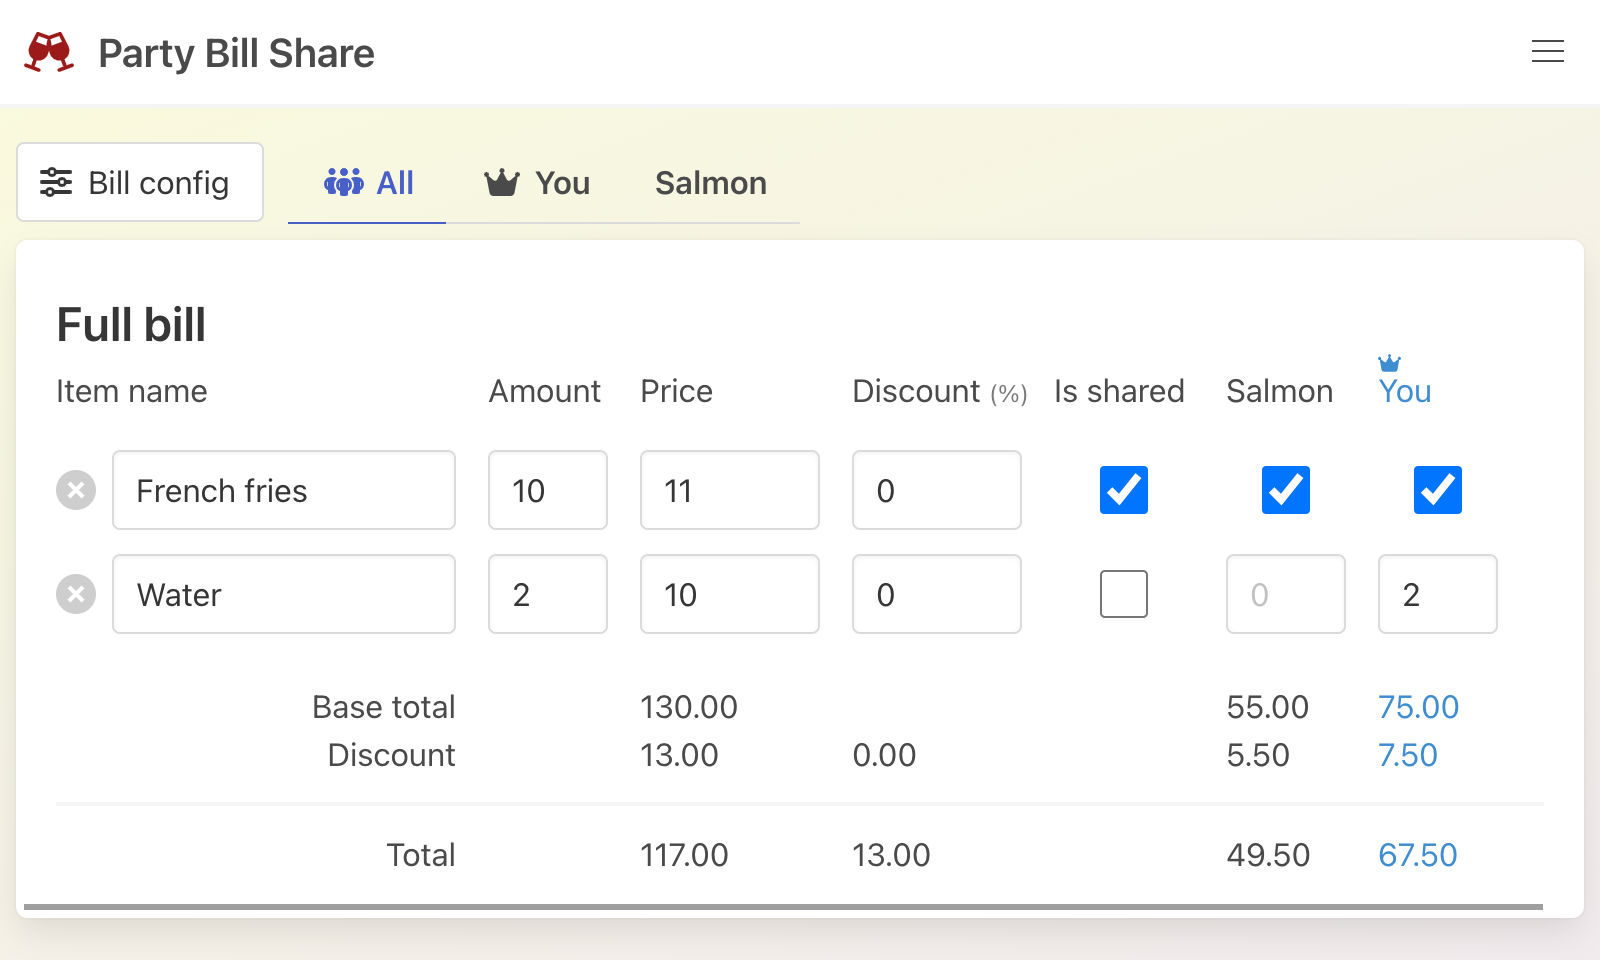 Party Bill Share
Bill config
All
You
Salmon
Full bill
Item name Amount Price Discount (%) Is shared Salmon You
French fries 10 11 0
Water 2 10 0 0 2
Base total 130.00 55.00 75.00
Discount 13.00 0.00 5.50 7.50
Total 117.00 13.00 49.50 67.50